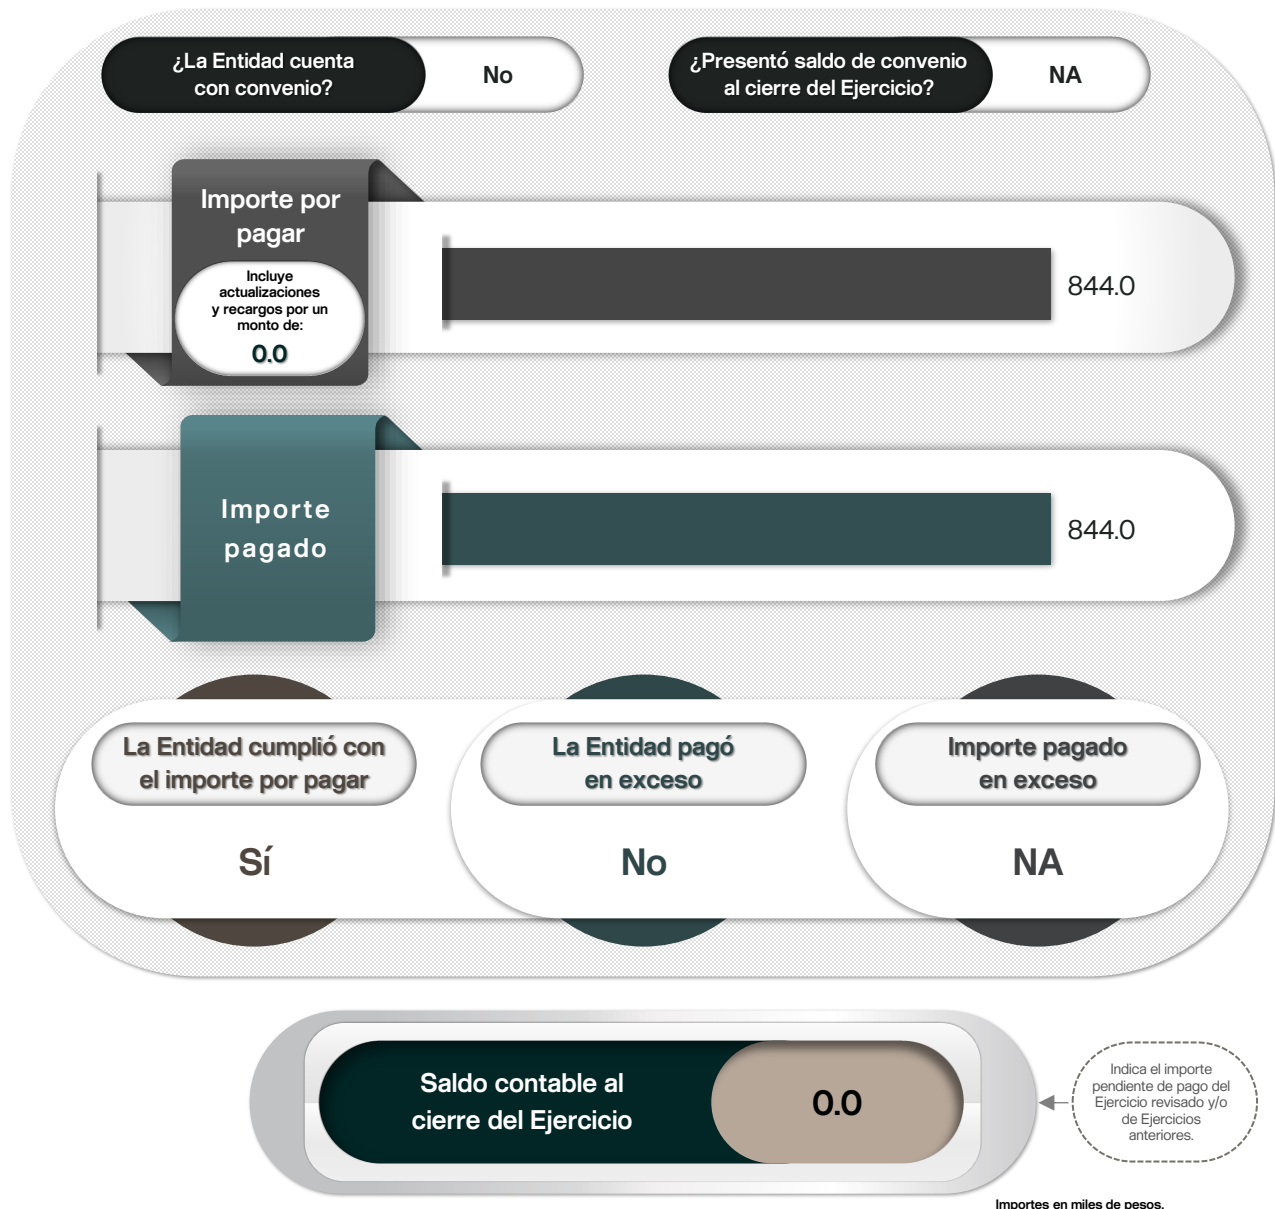 ¿La Entidad cuenta
con convenio?
No
¿Presentó saldo de convenio
al cierre del Ejercicio?
NA
Importe por
pagar
Incluye
actualizaciones
y recargos por un
monto de:
0.0
844.0
Importe
pagado
844.0
La Entidad cumplió con
el importe por pagar
Sí
La Entidad pagó
en exceso
No
Importe pagado
en exceso
NA
Saldo contable al
cierre del Ejercicio
0.0
Indica el importe
pendiente de pago del
Ejercicio revisado y/o
de Ejercicios
anteriores.
Importes en miles de pesos.